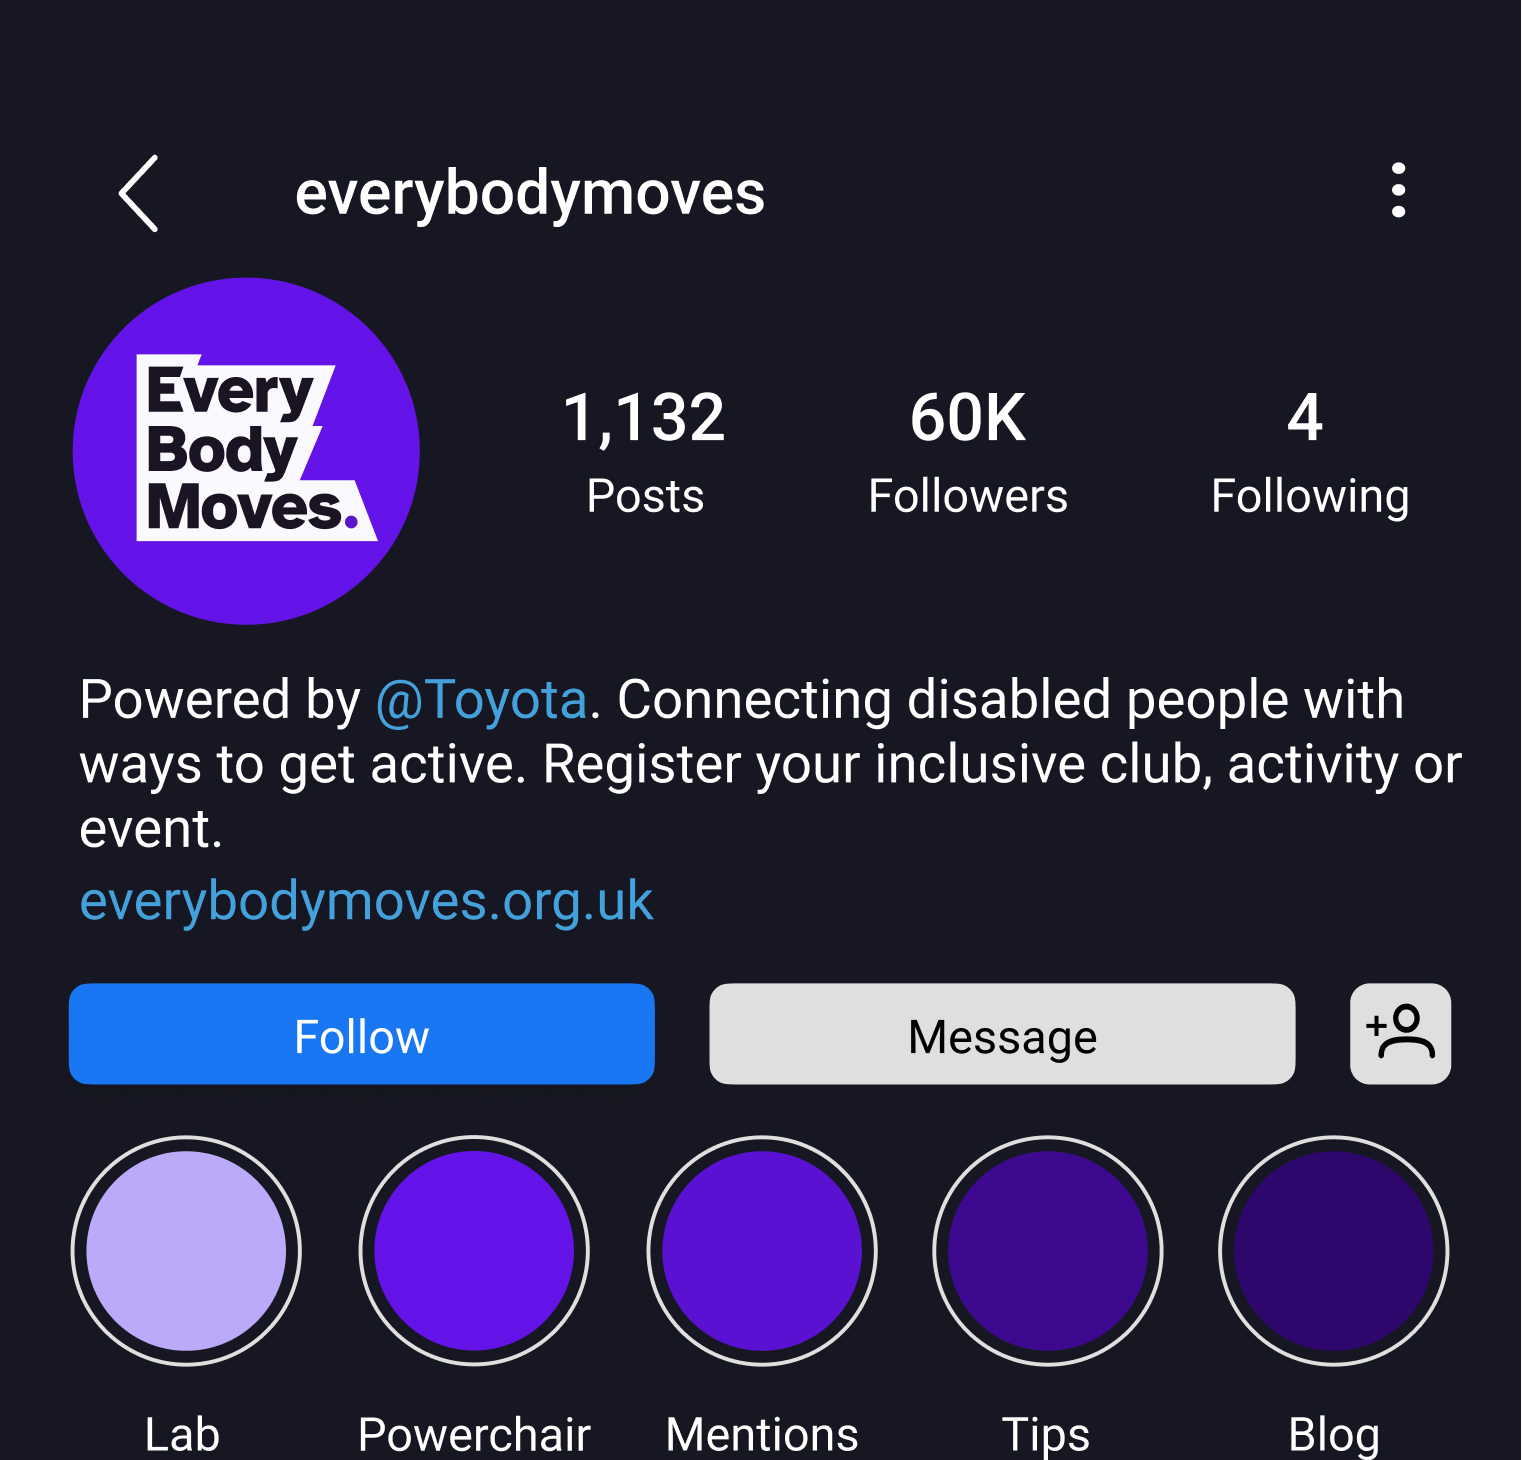 everybodymoves
Every
Body
Moves.
1,132 60K 4
Posts Followers Following
Powered by @Toyota. Connecting disabled people with
ways to get active. Register your inclusive club, activity or
event.
everybodymoves.org.uk
Follow Message
Lab Powerchair Mentions Tips Blog